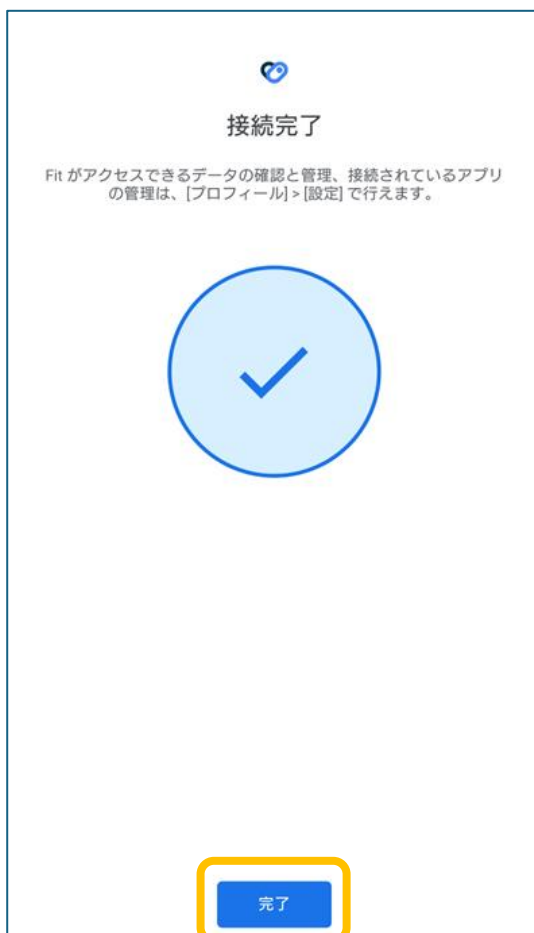 接続完了
Fit がアクセスできるデータの確認と管理、接続されているアプリ
の管理は、[プロフィール] > [設定] で行えます。
完了